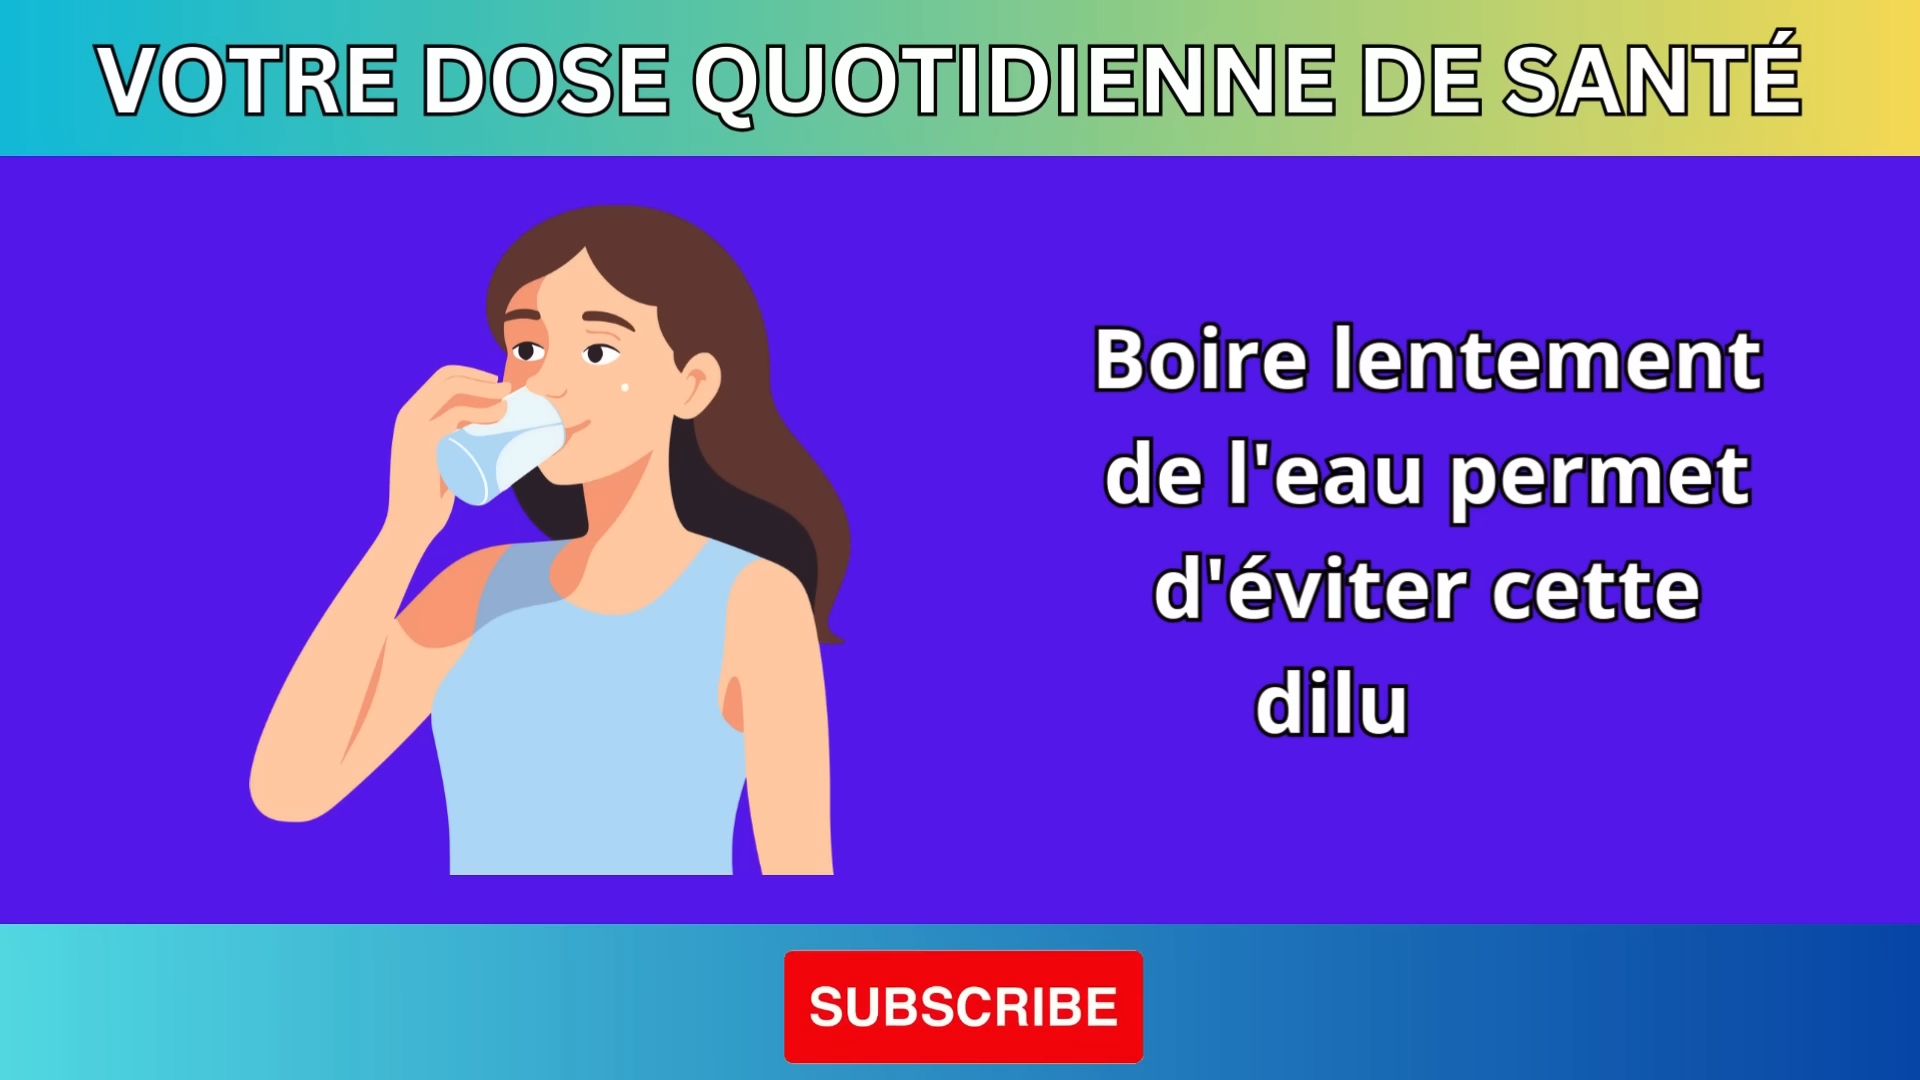 VOTRE DOSE QUOTIDIENNE DE SANTÉ
Boire lentement
de l'eau permet
d'éviter cette
dilu
SUBSCRIBE